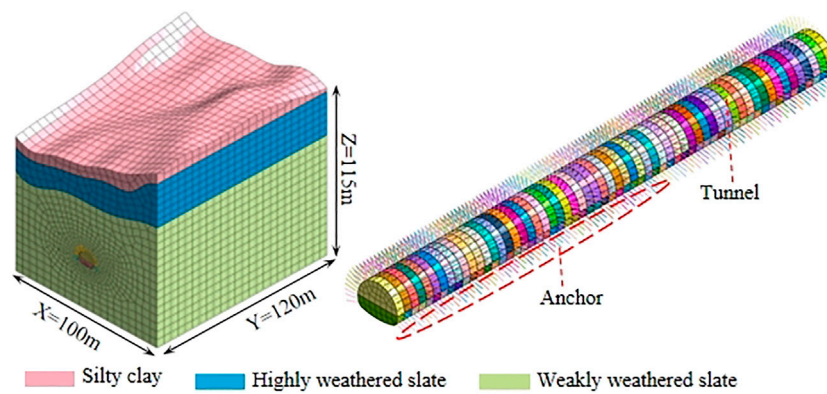 Z=115m
X=100m
Y=120m
Tunnel
Anchor
Silty clay
Highly weathered slate
Weakly weathered slate